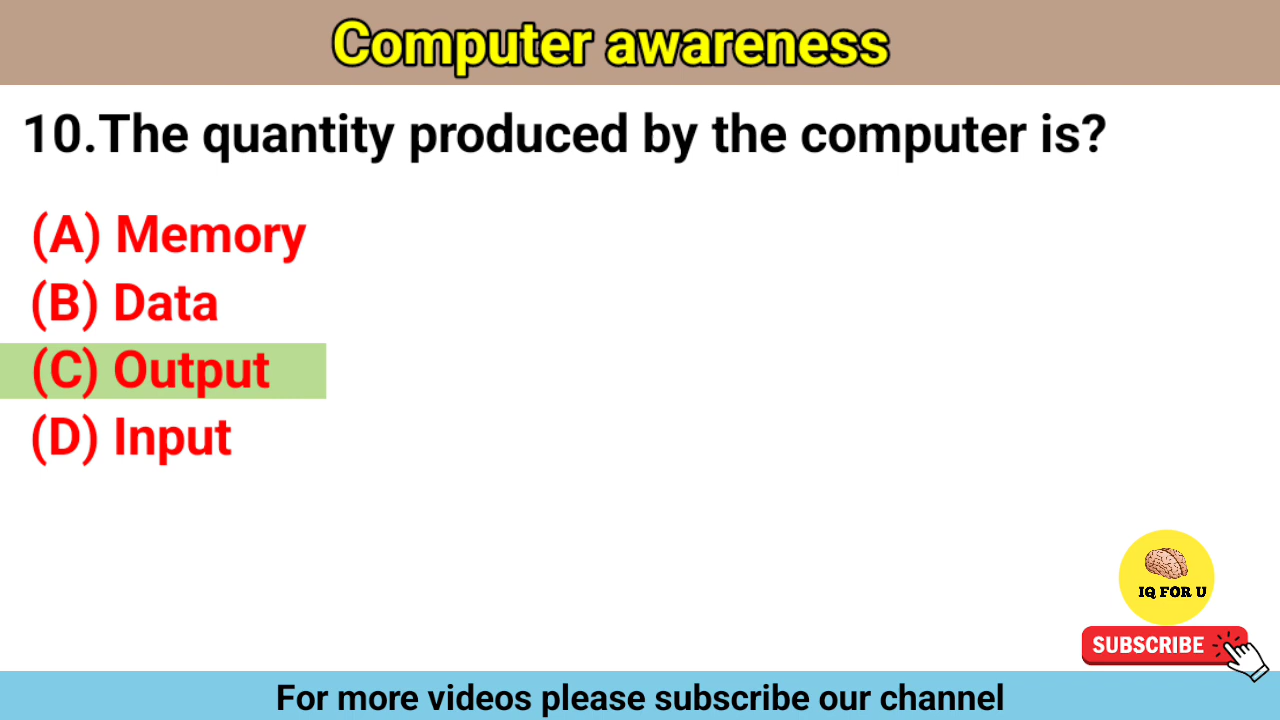 Computer awareness
10.The quantity produced by the computer is?
(A) Memory
(B) Data
(C) Output
(D) Input
IQ FOR U
SUBSCRIBE
For more videos please subscribe our channel